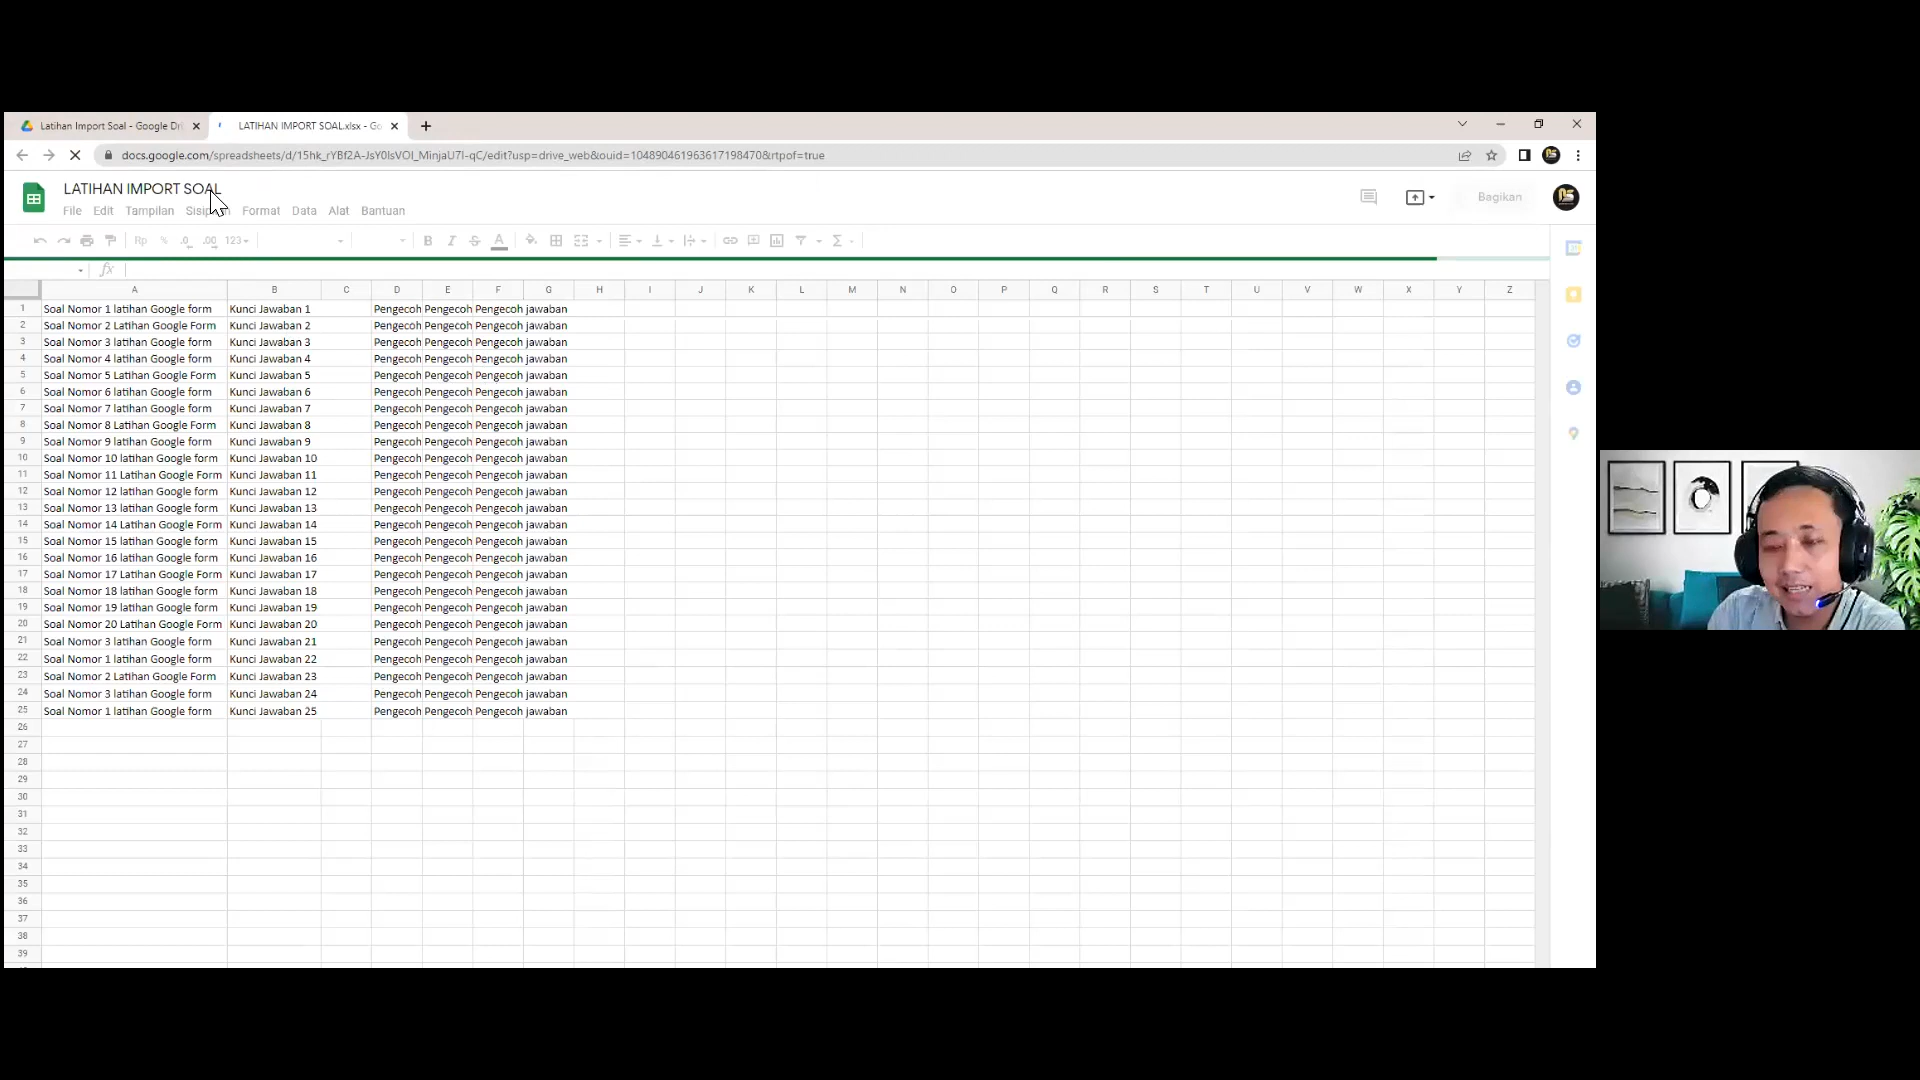 Latihan Import Soal - Google Dri
LATIHAN IMPORT SOAL.xlsx - Go
docs.google.com/spreadsheets/d/15hk_rYBf2A-JsY0lsVOI_MinjaU7I-qC/edit?usp=drive_web&ouid=104890461963617198470&rtpof=true
LATIHAN IMPORT SOAL
File Edit Tampilan Format Data Alat Bantuan
Bagikan
Rp % .0 .00 123 B I S A
fx
A B C D E F G H I J K L M N O P Q R S T U V W X Y Z
1 Soal Nomor 1 latihan Google form Kunci Jawaban 1 Pengecoh Pengecoh Pengecoh jawaban
2 Soal Nomor 2 Latihan Google Form Kunci Jawaban 2 Pengecoh Pengecoh Pengecoh jawaban
3 Soal Nomor 3 latihan Google form Kunci Jawaban 3 Pengecoh Pengecoh Pengecoh jawaban
4 Soal Nomor 4 latihan Google form Kunci Jawaban 4 Pengecoh Pengecoh Pengecoh jawaban
5 Soal Nomor 5 Latihan Google Form Kunci Jawaban 5 Pengecoh Pengecoh Pengecoh jawaban
6 Soal Nomor 6 latihan Google form Kunci Jawaban 6 Pengecoh Pengecoh Pengecoh jawaban
7 Soal Nomor 7 latihan Google form Kunci Jawaban 7 Pengecoh Pengecoh Pengecoh jawaban
8 Soal Nomor 8 Latihan Google Form Kunci Jawaban 8 Pengecoh Pengecoh Pengecoh jawaban
9 Soal Nomor 9 latihan Google form Kunci Jawaban 9 Pengecoh Pengecoh Pengecoh jawaban
10 Soal Nomor 10 latihan Google form Kunci Jawaban 10 Pengecoh Pengecoh Pengecoh jawaban
11 Soal Nomor 11 Latihan Google Form Kunci Jawaban 11 Pengecoh Pengecoh Pengecoh jawaban
12 Soal Nomor 12 latihan Google form Kunci Jawaban 12 Pengecoh Pengecoh Pengecoh jawaban
13 Soal Nomor 13 latihan Google form Kunci Jawaban 13 Pengecoh Pengecoh Pengecoh jawaban
14 Soal Nomor 14 Latihan Google Form Kunci Jawaban 14 Pengecoh Pengecoh Pengecoh jawaban
15 Soal Nomor 15 latihan Google form Kunci Jawaban 15 Pengecoh Pengecoh Pengecoh jawaban
16 Soal Nomor 16 latihan Google form Kunci Jawaban 16 Pengecoh Pengecoh Pengecoh jawaban
17 Soal Nomor 17 Latihan Google Form Kunci Jawaban 17 Pengecoh Pengecoh Pengecoh jawaban
18 Soal Nomor 18 latihan Google form Kunci Jawaban 18 Pengecoh Pengecoh Pengecoh jawaban
19 Soal Nomor 19 latihan Google form Kunci Jawaban 19 Pengecoh Pengecoh Pengecoh jawaban
20 Soal Nomor 20 Latihan Google Form Kunci Jawaban 20 Pengecoh Pengecoh Pengecoh jawaban
21 Soal Nomor 3 latihan Google form Kunci Jawaban 21 Pengecoh Pengecoh Pengecoh jawaban
22 Soal Nomor 1 latihan Google form Kunci Jawaban 22 Pengecoh Pengecoh Pengecoh jawaban
23 Soal Nomor 2 Latihan Google Form Kunci Jawaban 23 Pengecoh Pengecoh Pengecoh jawaban
24 Soal Nomor 3 latihan Google form Kunci Jawaban 24 Pengecoh Pengecoh Pengecoh jawaban
25 Soal Nomor 1 latihan Google form Kunci Jawaban 25 Pengecoh Pengecoh Pengecoh jawaban
26
27
28
29
30
31
32
33
34
35
36
37
38
39